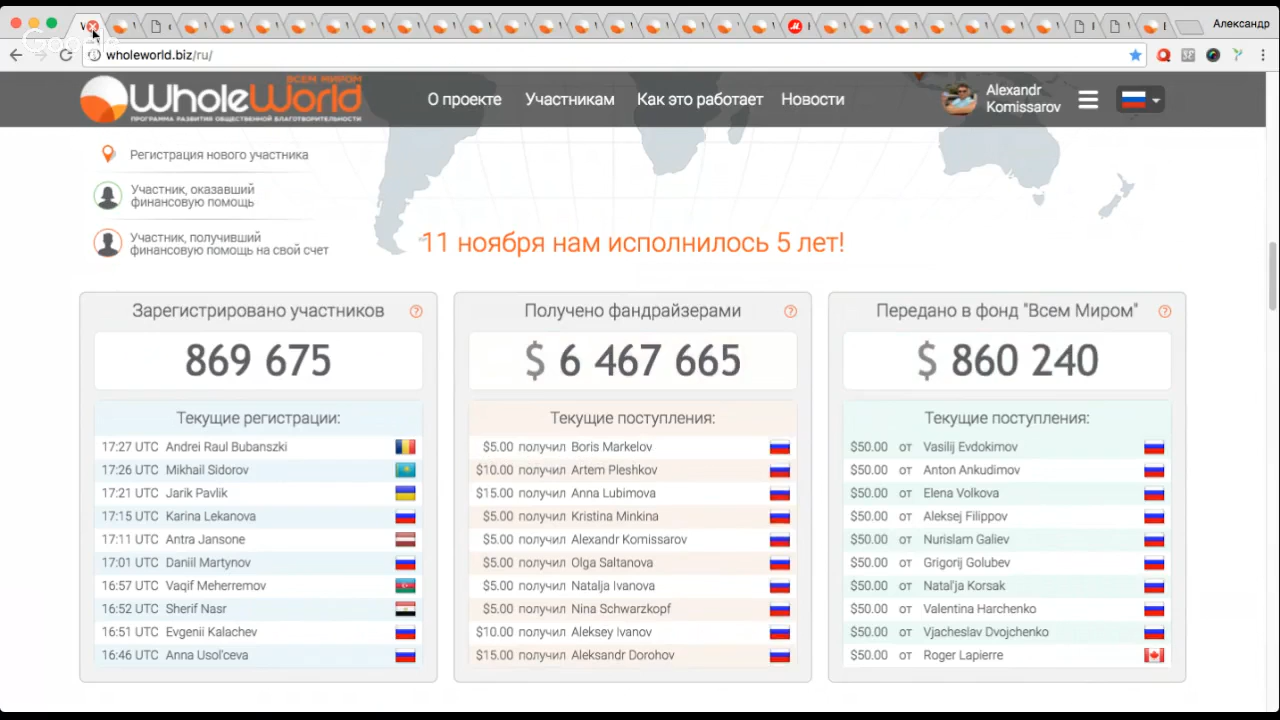 Александр
Google
wholeworld.biz/ru/
ВСЕМ МИРОМ
WholeWorld
ПРОГРАММА РАЗВИТИЯ ОБЩЕСТВЕННОЙ БЛАГОТВОРИТЕЛЬНОСТИ
О проекте Участникам Как это работает Новости
Alexandr
Komissarov
Регистрация нового участника
Участник, оказавший
финансовую помощь
Участник, получивший
финансовую помощь на свой счет
11 ноября нам исполнилось 5 лет!
Зарегистрировано участников ?
869 675
Текущие регистрации:
17:27 UTC Andrei Raul Bubanszki
17:26 UTC Mikhail Sidorov
17:21 UTC Jarik Pavlik
17:15 UTC Karina Lekanova
17:11 UTC Antra Jansone
17:01 UTC Daniil Martynov
16:57 UTC Vaqif Meherremov
16:52 UTC Sherif Nasr
16:51 UTC Evgenii Kalachev
16:46 UTC Anna Usol'ceva
Получено фандрайзерами ?
$ 6 467 665
Текущие поступления:
$5.00 получил Boris Markelov
$10.00 получил Artem Pleshkov
$15.00 получил Anna Lubimova
$5.00 получил Kristina Minkina
$5.00 получил Alexandr Komissarov
$5.00 получил Olga Saltanova
$5.00 получил Natalja Ivanova
$5.00 получил Nina Schwarzkopf
$10.00 получил Aleksey Ivanov
$15.00 получил Aleksandr Dorohov
Передано в фонд "Всем Миром" ?
$ 860 240
Текущие поступления:
$50.00 от Vasilij Evdokimov
$50.00 от Anton Ankudimov
$50.00 от Elena Volkova
$50.00 от Aleksej Filippov
$50.00 от Nurislam Galiev
$50.00 от Grigorij Golubev
$50.00 от Natal'ja Korsak
$50.00 от Valentina Harchenko
$50.00 от Vjacheslav Dvojchenko
$50.00 от Roger Lapierre